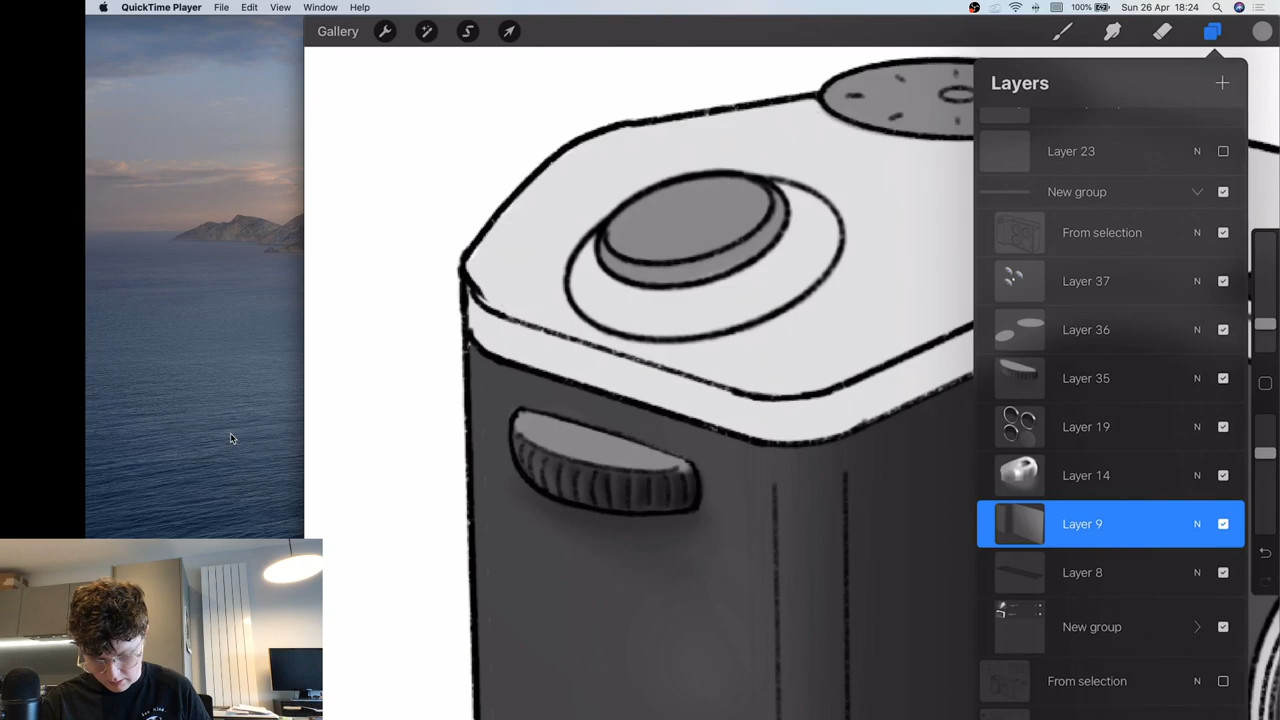 QuickTime Player File Edit View Window Help 100% Sun 26 Apr 18:24
Gallery
Layers
Layer 23 N
New group
From selection N
Layer 37 N
Layer 36 N
Layer 35 N
Layer 19 N
Layer 14 N
Layer 9 N
Layer 8 N
New group
From selection N